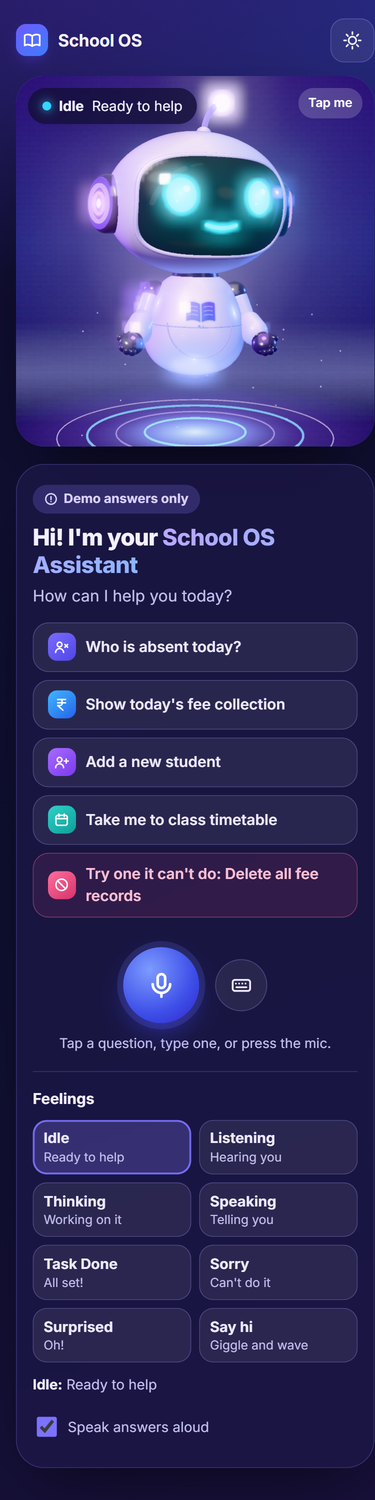 School OS
Idle Ready to help
Tap me
Demo answers only
Hi! I'm your School OS
Assistant
How can I help you today?
Who is absent today?
Show today's fee collection
Add a new student
Take me to class timetable
Try one it can't do: Delete all fee
records
Tap a question, type one, or press the mic.
Feelings
Idle
Ready to help
Listening
Hearing you
Thinking
Working on it
Speaking
Telling you
Task Done
All set!
Sorry
Can't do it
Surprised
Oh!
Say hi
Giggle and wave
Idle: Ready to help
Speak answers aloud